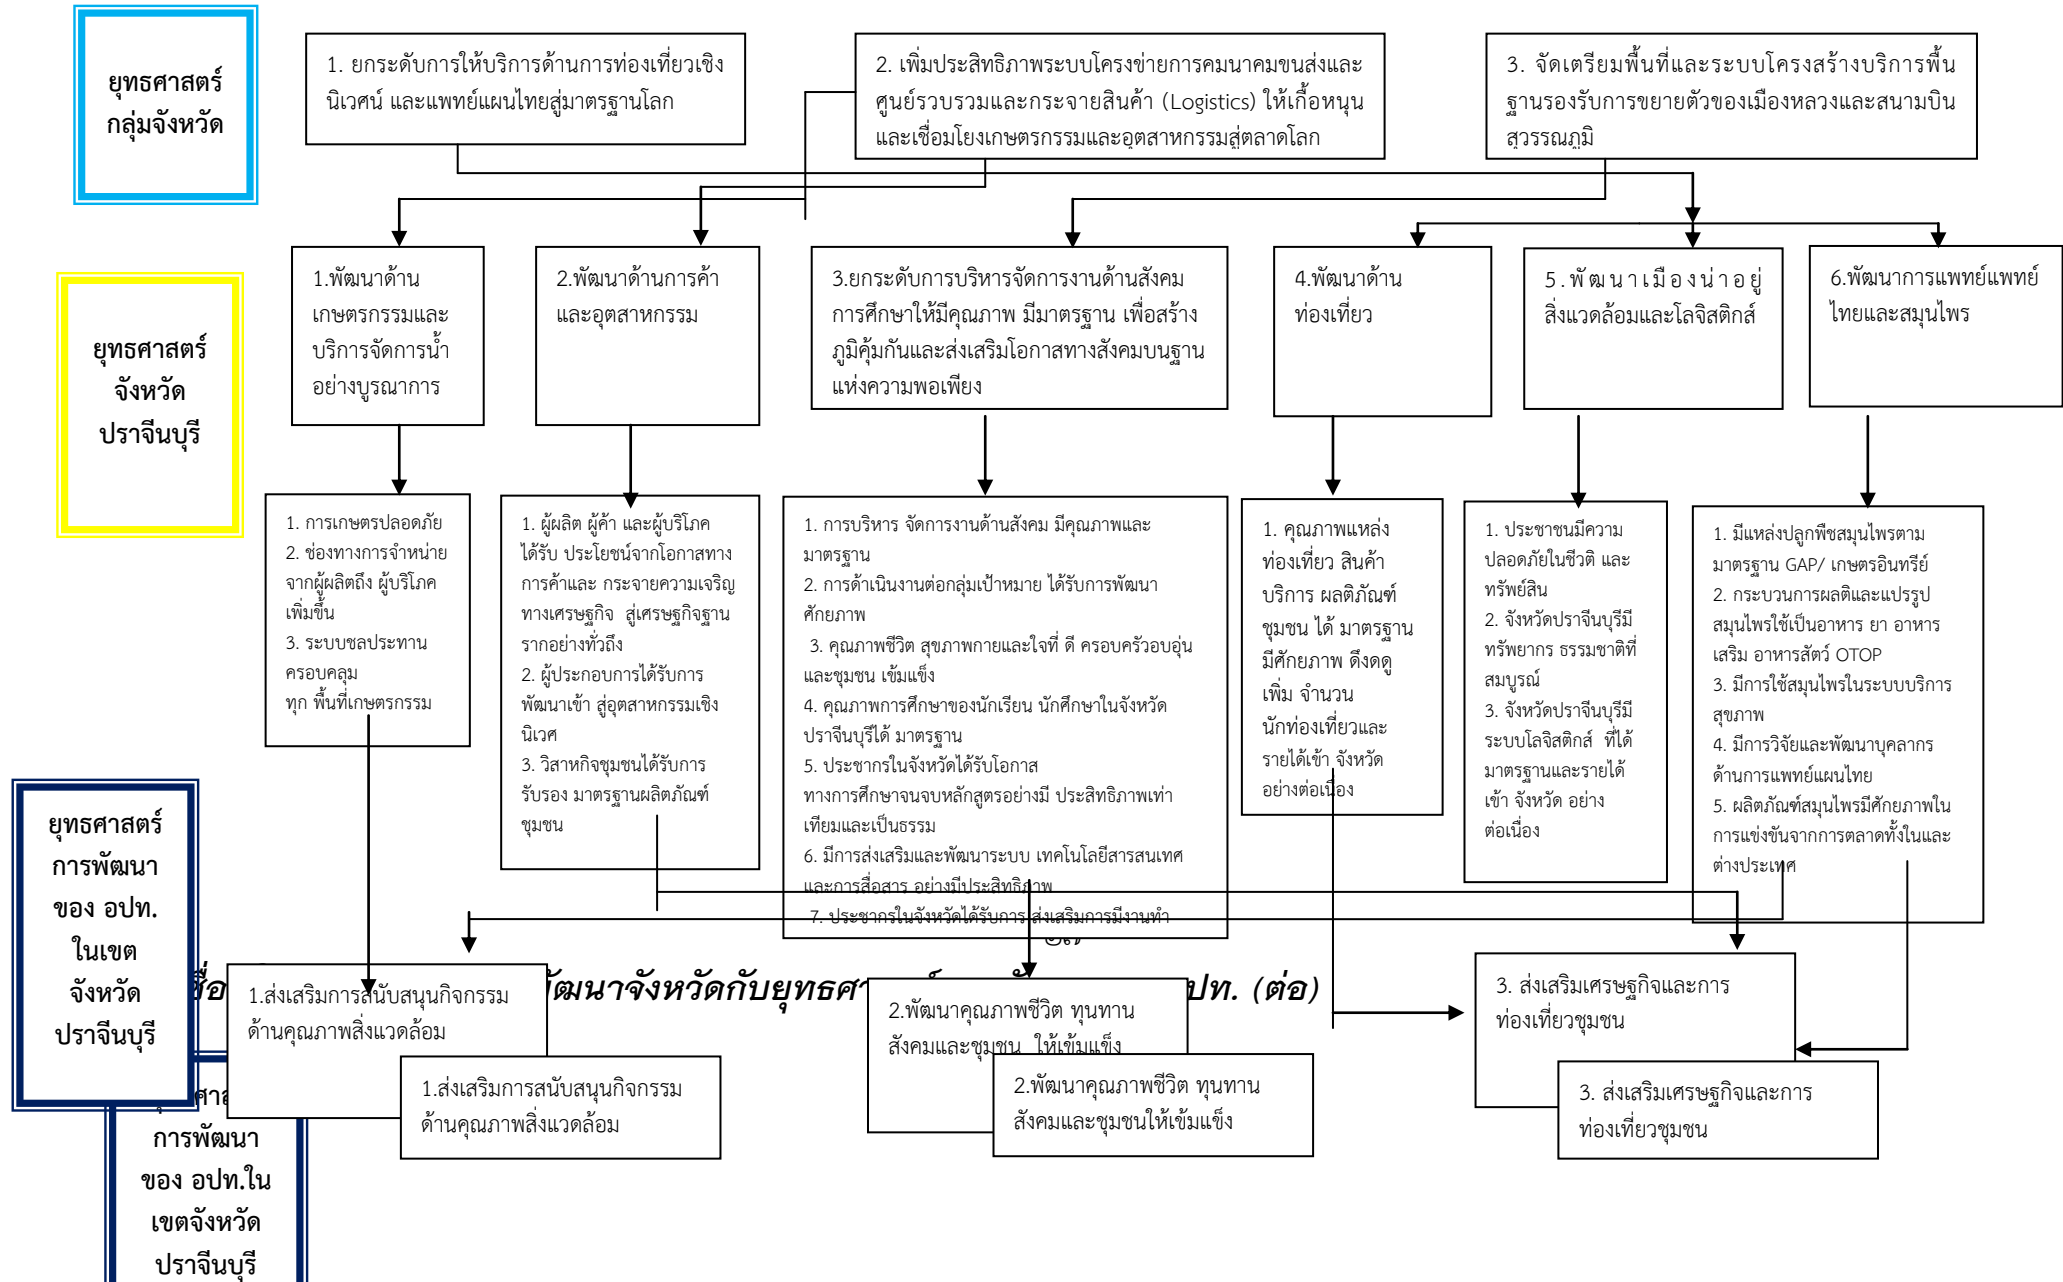 ยุทธศาสตร์
กลุ่มจังหวัด
1. ยกระดับการให้บริการด้านการท่องเที่ยวเชิง
นิเวศน์ และแพทย์แผนไทยสู่มาตรฐานโลก
2. เพิ่มประสิทธิภาพระบบโครงข่ายการคมนาคมขนส่งและ
ศูนย์รวบรวมและกระจายสินค้า (Logistics) ให้เกื้อหนุน
และเชื่อมโยงเกษตรกรรมและอุตสาหกรรมสู่ตลาดโลก
3. จัดเตรียมพื้นที่และระบบโครงสร้างบริการพื้น
ฐานรองรับการขยายตัวของเมืองหลวงและสนามบิน
สุวรรณภูมิ
ยุทธศาสตร์
จังหวัด
ปราจีนบุรี
1.พัฒนาด้าน
เกษตรกรรมและ
บริการจัดการน้ำ
อย่างบูรณาการ
2.พัฒนาด้านการค้า
และอุตสาหกรรม
3.ยกระดับการบริหารจัดการงานด้านสังคม
การศึกษาให้มีคุณภาพ มีมาตรฐาน เพื่อสร้าง
ภูมิคุ้มกันและส่งเสริมโอกาสทางสังคมบนฐาน
แห่งความพอเพียง
4.พัฒนาด้าน
ท่องเที่ยว
5.พัฒนาเมืองน่าอยู่
สิ่งแวดล้อมและโลจิสติกส์
6.พัฒนาการแพทย์แพทย์
ไทยและสมุนไพร
1. การเกษตรปลอดภัย
2. ช่องทางการจำหน่าย
จากผู้ผลิตถึง ผู้บริโภค
เพิ่มขึ้น
3. ระบบชลประทาน
ครอบคลุม
ทุก พื้นที่เกษตรกรรม
1. ผู้ผลิต ผู้ค้า และผู้บริโภค
ได้รับ ประโยชน์จากโอกาสทาง
การค้าและ กระจายความเจริญ
ทางเศรษฐกิจ สู่เศรษฐกิจฐาน
รากอย่างทั่วถึง
2. ผู้ประกอบการได้รับการ
พัฒนาเข้า สู่อุตสาหกรรมเชิง
นิเวศ
3. วิสาหกิจชุมชนได้รับการ
รับรอง มาตรฐานผลิตภัณฑ์
ชุมชน
1. การบริหาร จัดการงานด้านสังคม มีคุณภาพและ
มาตรฐาน
2. การดำเนินงานต่อกลุ่มเป้าหมาย ได้รับการพัฒนา
ศักยภาพ
3. คุณภาพชีวิต สุขภาพกายและใจที่ ดี ครอบครัวอบอุ่น
และชุมชน เข้มแข็ง
4. คุณภาพการศึกษาของนักเรียน นักศึกษาในจังหวัด
ปราจีนบุรีได้ มาตรฐาน
5. ประชากรในจังหวัดได้รับโอกาส
ทางการศึกษาจนจบหลักสูตรอย่างมี ประสิทธิภาพเท่า
เทียมและเป็นธรรม
6. มีการส่งเสริมและพัฒนาระบบ เทคโนโลยีสารสนเทศ
และการสื่อสาร อย่างมีประสิทธิภาพ
7. ประชากรในจังหวัดได้รับการ ส่งเสริมการมีงานทำ
1. คุณภาพแหล่ง
ท่องเที่ยว สินค้า
บริการ ผลติภัณฑ์
ชุมชน ได้ มาตรฐาน
มีศักยภาพ ดึงดดู
เพิ่ม จำนวน
นักท่องเที่ยวและ
รายได้เข้า จังหวัด
อย่างต่อเนื่อง
1. ประชาชนมีความ
ปลอดภัยในชีวติ และ
ทรัพย์สิน
2. จังหวัดปราจีนบุรีมี
ทรัพยากร ธรรมชาติที่
สมบูรณ์
3. จังหวัดปราจีนบุรีมี
ระบบโลจิสติกส์ ที่ได้
มาตรฐานและรายได้
เข้า จังหวัด อย่าง
ต่อเนื่อง
1. มีแหล่งปลูกพืชสมุนไพรตาม
มาตรฐาน GAP/ เกษตรอินทรีย์
2. กระบวนการผลติและแปรรูป
สมุนไพรใช้เป็นอาหาร ยา อาหาร
เสริม อาหารสัตว์ OTOP
3. มีการใช้สมุนไพรในระบบบริการ
สุขภาพ
4. มีการวิจัยและพัฒนาบุคลากร
ด้านการแพทย์แผนไทย
5. ผลิตภัณฑ์สมุนไพรมีศักยภาพใน
การแข่งขันจากการตลาดทั้งในและ
ต่างประเทศ
ยุทธศาสตร์
การพัฒนา
ของ อปท.
ในเขต
จังหวัด
ปราจีนบุรี
พัฒนาจังหวัดกับยุทธศา ปท. (ต่อ)
1.ส่งเสริมการสนับสนุนกิจกรรม
ด้านคุณภาพสิ่งแวดล้อม
2.พัฒนาคุณภาพชีวิต ทุนทาน
สังคมและชุมชน ให้เข้มแข็ง
3. ส่งเสริมเศรษฐกิจและการ
ท่องเที่ยวชุมชน
1.ส่งเสริมการสนับสนุนกิจกรรม
ด้านคุณภาพสิ่งแวดล้อม
2.พัฒนาคุณภาพชีวิต ทุนทาน
สังคมและชุมชนให้เข้มแข็ง
3. ส่งเสริมเศรษฐกิจและการ
ท่องเที่ยวชุมชน
การพัฒนา
ของ อปท.ใน
เขตจังหวัด
ปราจีนบุรี